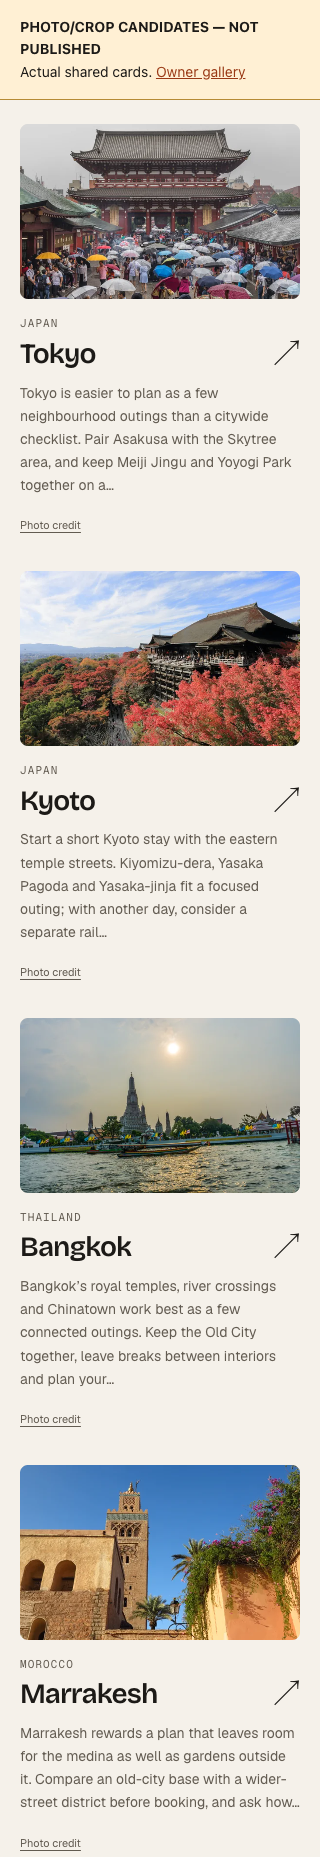 PHOTO/CROP CANDIDATES — NOT
PUBLISHED
Actual shared cards. Owner gallery
JAPAN
Tokyo
Tokyo is easier to plan as a few
neighbourhood outings than a citywide
checklist. Pair Asakusa with the Skytree
area, and keep Meiji Jingu and Yoyogi Park
together on a…
Photo credit
JAPAN
Kyoto
Start a short Kyoto stay with the eastern
temple streets. Kiyomizu-dera, Yasaka
Pagoda and Yasaka-jinja fit a focused
outing; with another day, consider a
separate rail…
Photo credit
THAILAND
Bangkok
Bangkok’s royal temples, river crossings
and Chinatown work best as a few
connected outings. Keep the Old City
together, leave breaks between interiors
and plan your…
Photo credit
MOROCCO
Marrakesh
Marrakesh rewards a plan that leaves room
for the medina as well as gardens outside
it. Compare an old-city base with a wider-
street district before booking, and ask how…
Photo credit